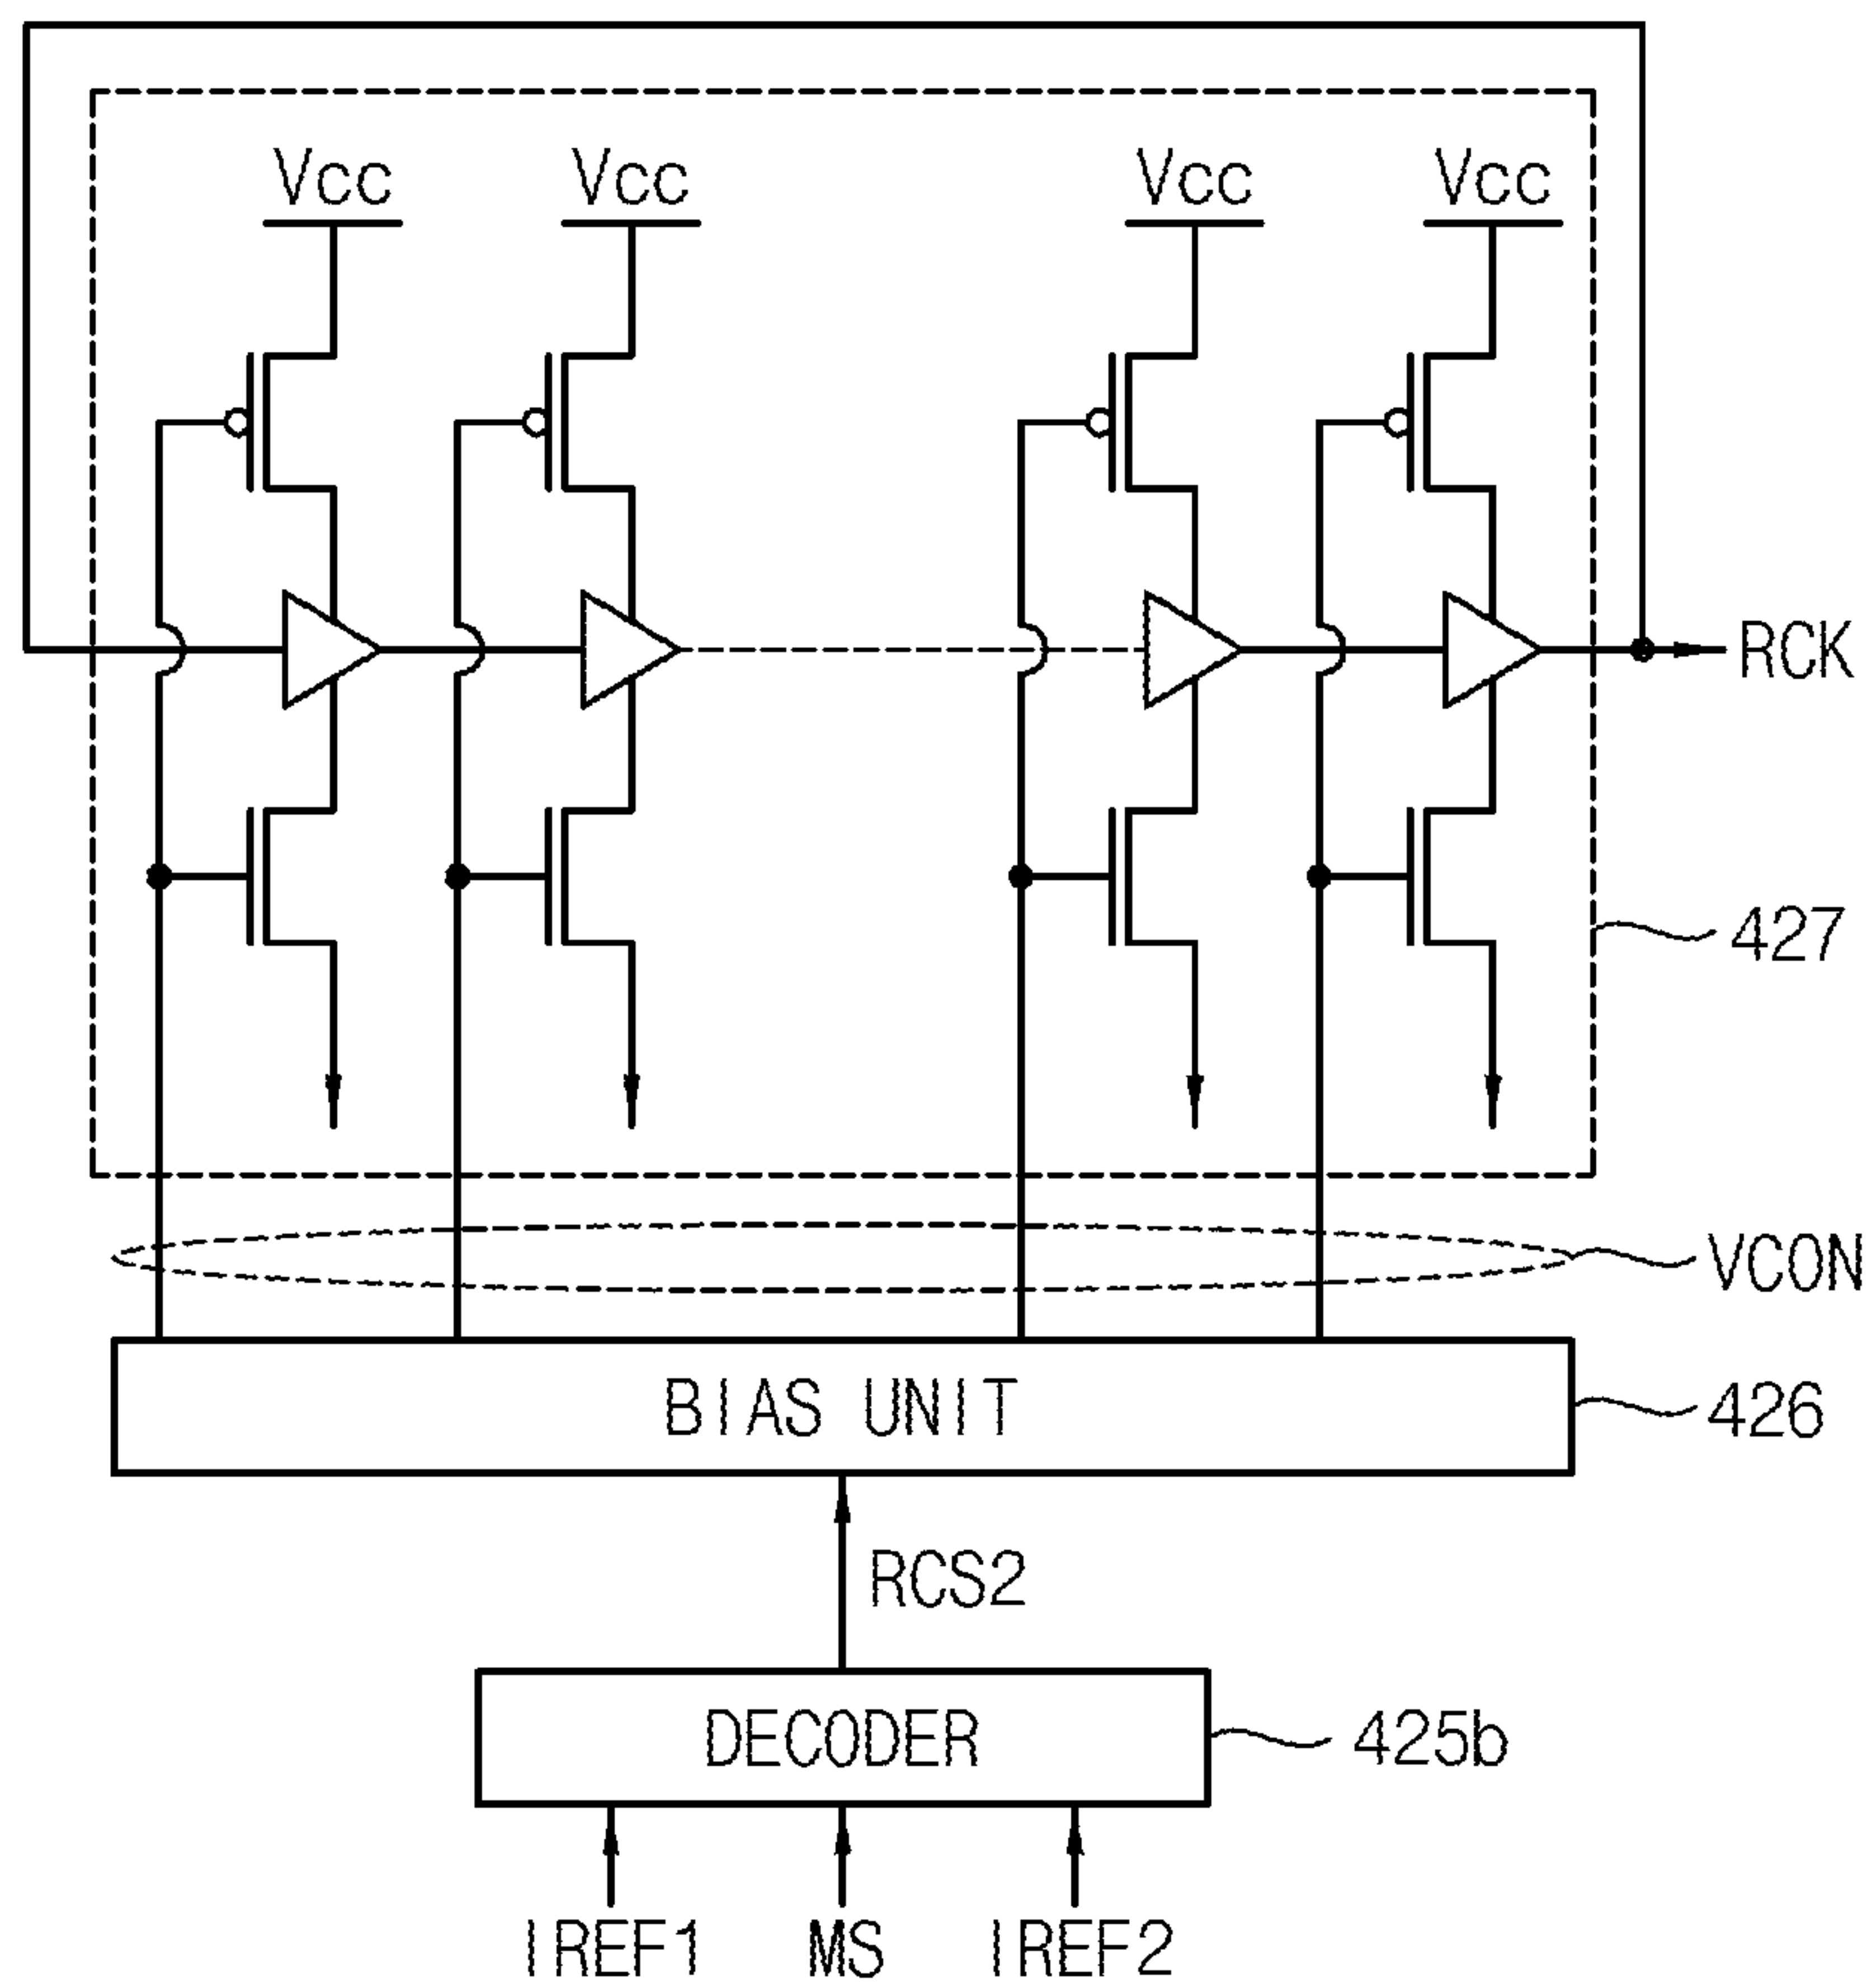 Vcc Vcc Vcc Vcc
RCK
427
VCON
BIAS UNIT
426
RCS2
DECODER
425b
IREF1 MS IREF2